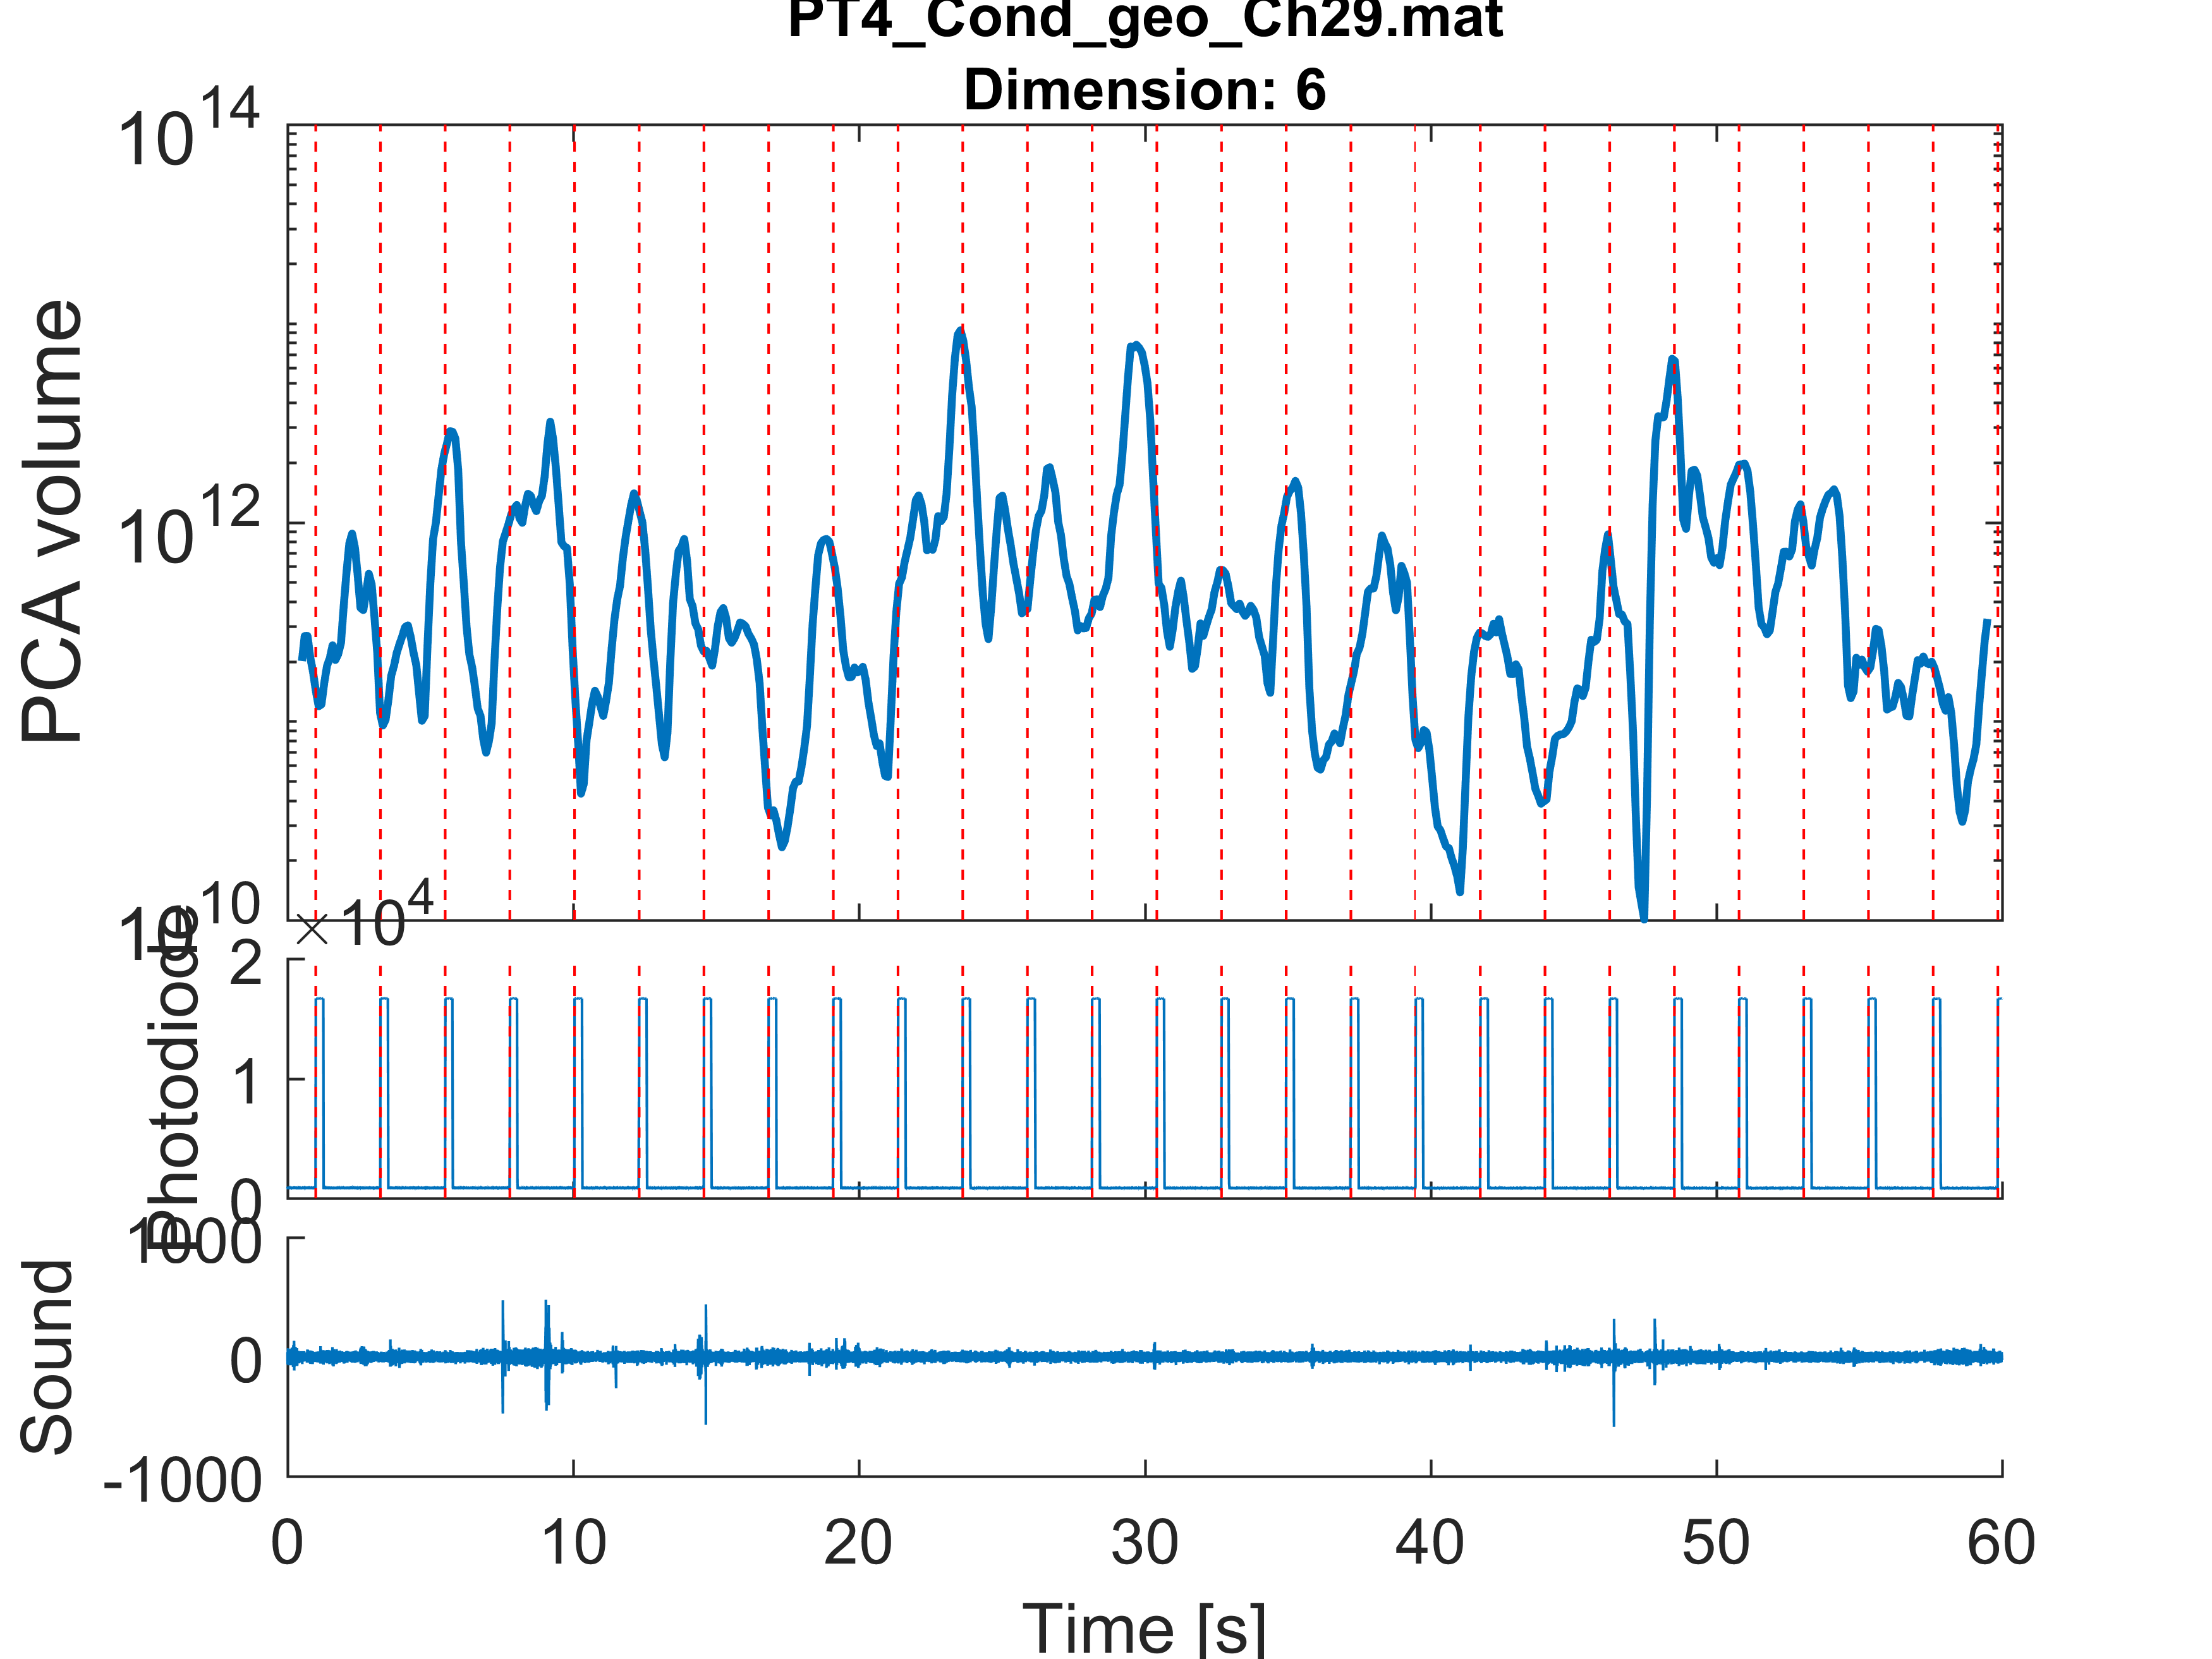 PT4_Cond_geo_Ch29.mat
Dimension: 6
10^14
10^12
10^10
PCA volume
×10^4
2
1
0
Photodiode
1000
0
-1000
Sound
0 10 20 30 40 50 60
Time [s]